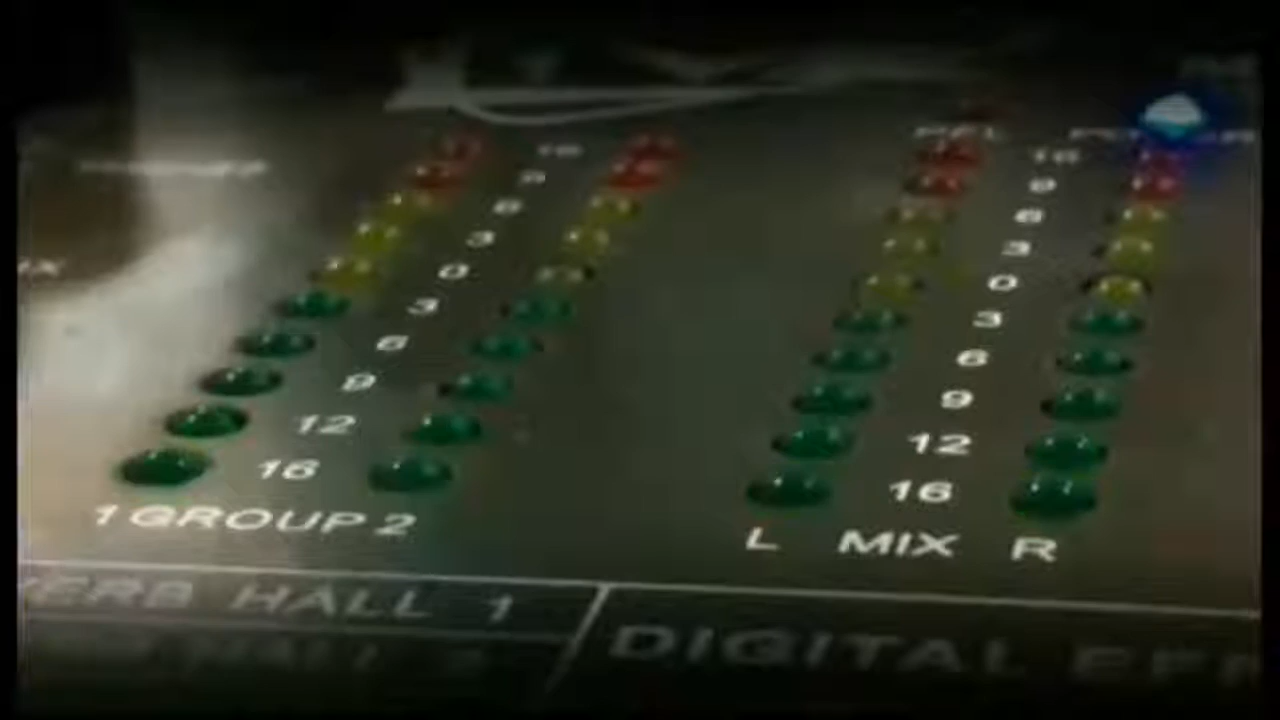 PFL POWER
16 16
9 9
6 6
3 3
0 0
3 3
6 6
9 9
12 12
16 16
1 GROUP 2 L MIX R
HALL 1
DIGITAL